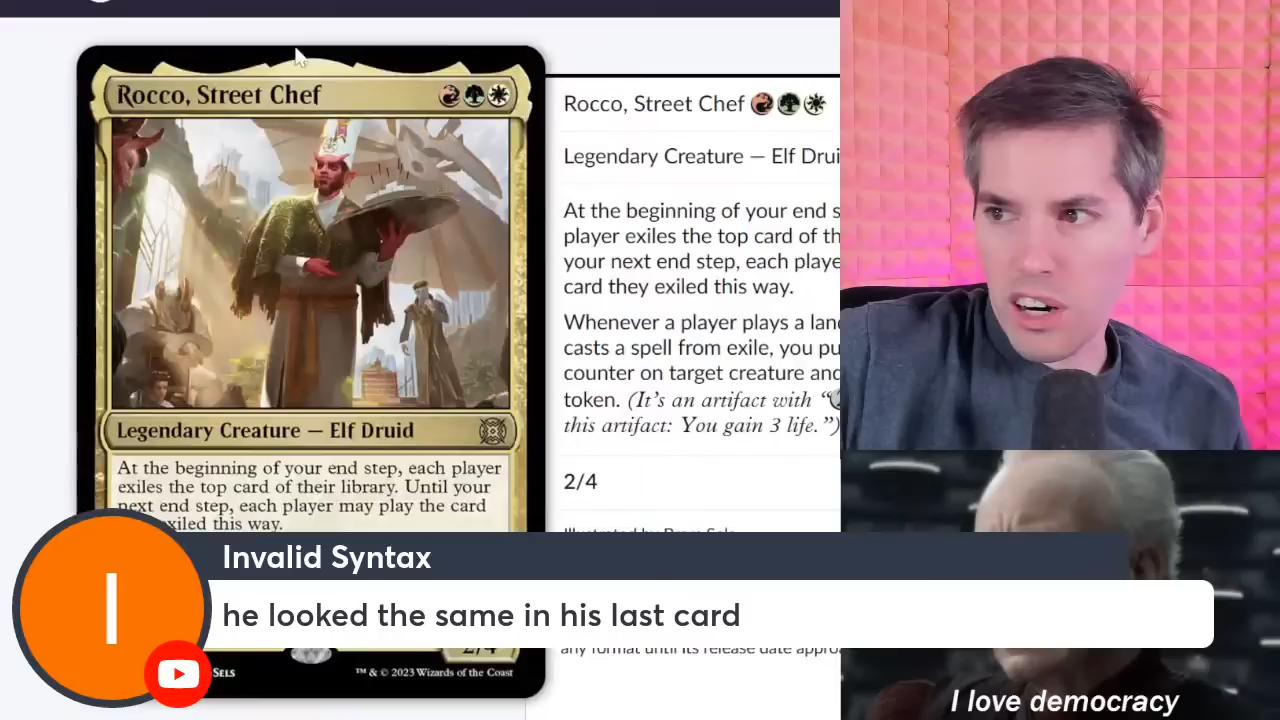 Rocco, Street Chef
Legendary Creature — Elf Druid
At the beginning of your end step, each player
exiles the top card of their library. Until your
next end step, each player may play the card
exiled this way.
SELS
2/4
™ & © 2023 Wizards of the Coast
Rocco, Street Chef
Legendary Creature — Elf Drui
At the beginning of your end s
player exiles the top card of th
your next end step, each playe
card they exiled this way.
Whenever a player plays a lan
casts a spell from exile, you pu
counter on target creature and
token. (It's an artifact with “
this artifact: You gain 3 life.”)
2/4
any format until its release date appro
I
Invalid Syntax
he looked the same in his last card
I love democracy